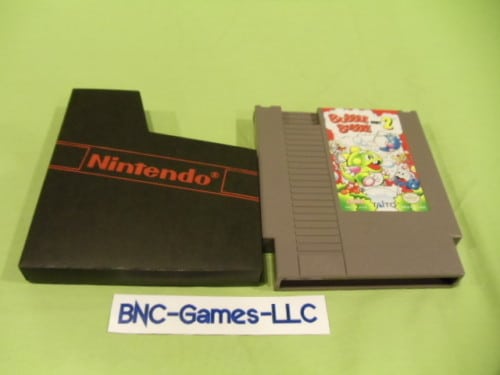 Nintendo®
BUBBLE
BOBBLE
PART 2
TAITO
BNC-Games-LLC